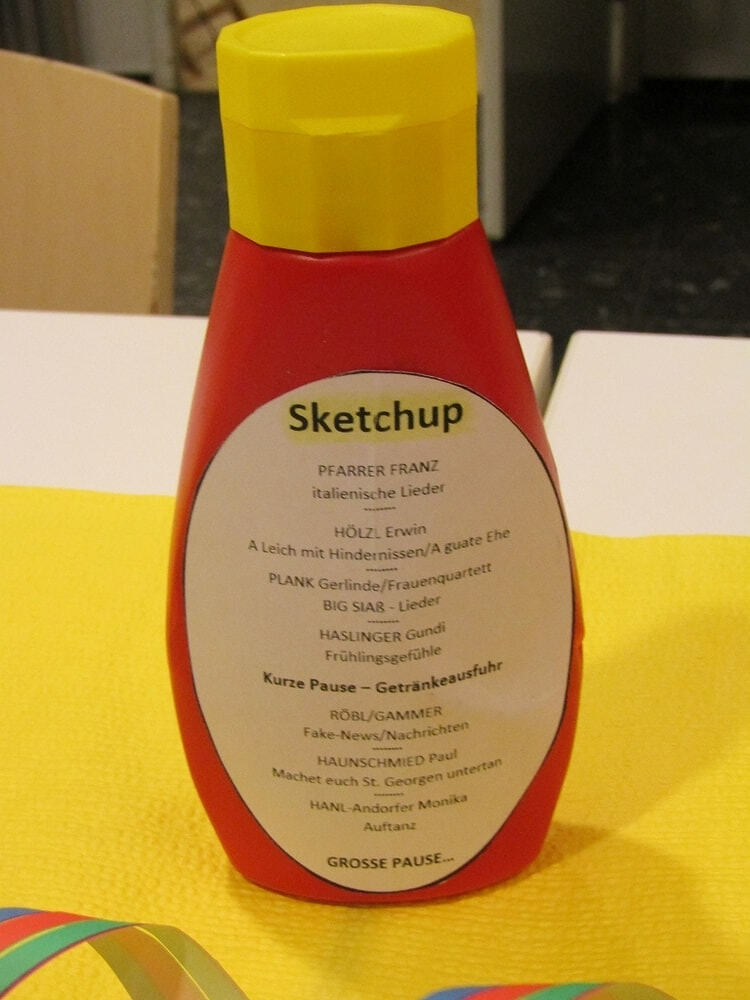 Sketchup
PFARRER FRANZ
italienische Lieder
--------
HÖLZL Erwin
A Leich mit Hindernissen/A guate Ehe
--------
PLANK Gerlinde/Frauenquartett
BIG SIAß - Lieder
--------
HASLINGER Gundi
Frühlingsgefühle
Kurze Pause – Getränkeausfuhr
RÖBL/GAMMER
Fake-News/Nachrichten
--------
HAUNSCHMIED Paul
Machet euch St. Georgen untertan
--------
HANL-Andorfer Monika
Auftanz
GROSSE PAUSE...